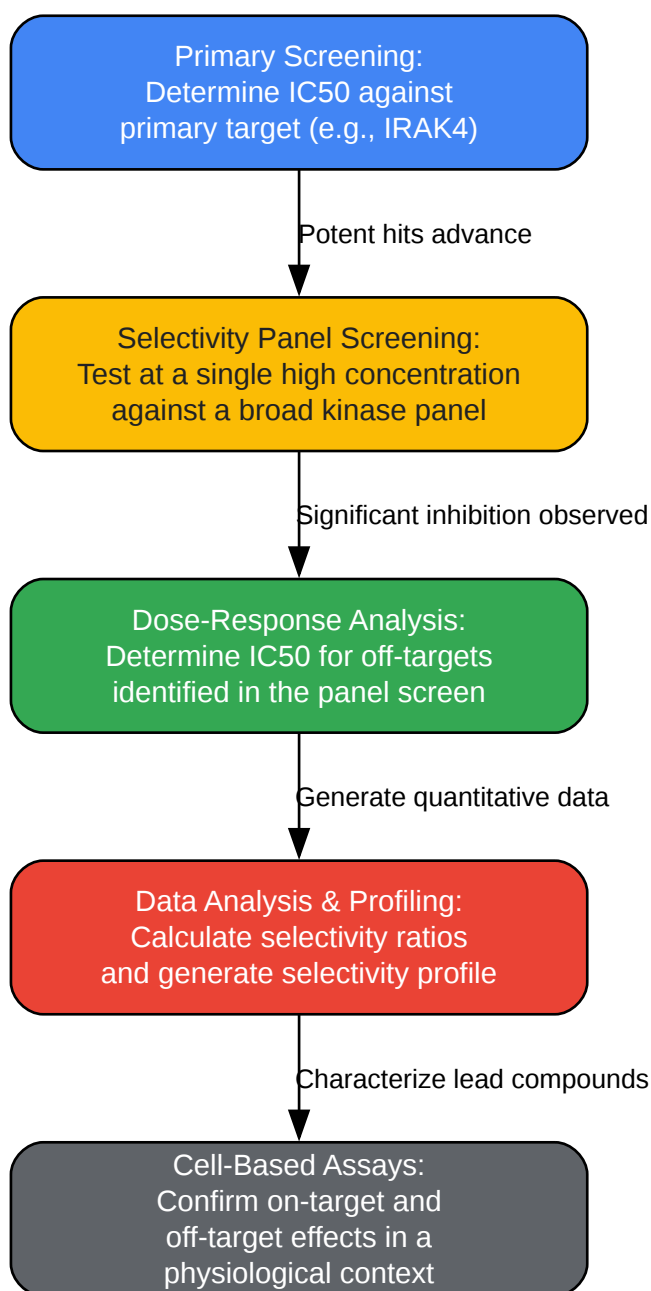 Primary Screening:
Determine IC50 against
primary target (e.g., IRAK4)
Potent hits advance
Selectivity Panel Screening:
Test at a single high concentration
against a broad kinase panel
Significant inhibition observed
Dose-Response Analysis:
Determine IC50 for off-targets
identified in the panel screen
Generate quantitative data
Data Analysis & Profiling:
Calculate selectivity ratios
and generate selectivity profile
Characterize lead compounds
Cell-Based Assays:
Confirm on-target and
off-target effects in a
physiological context